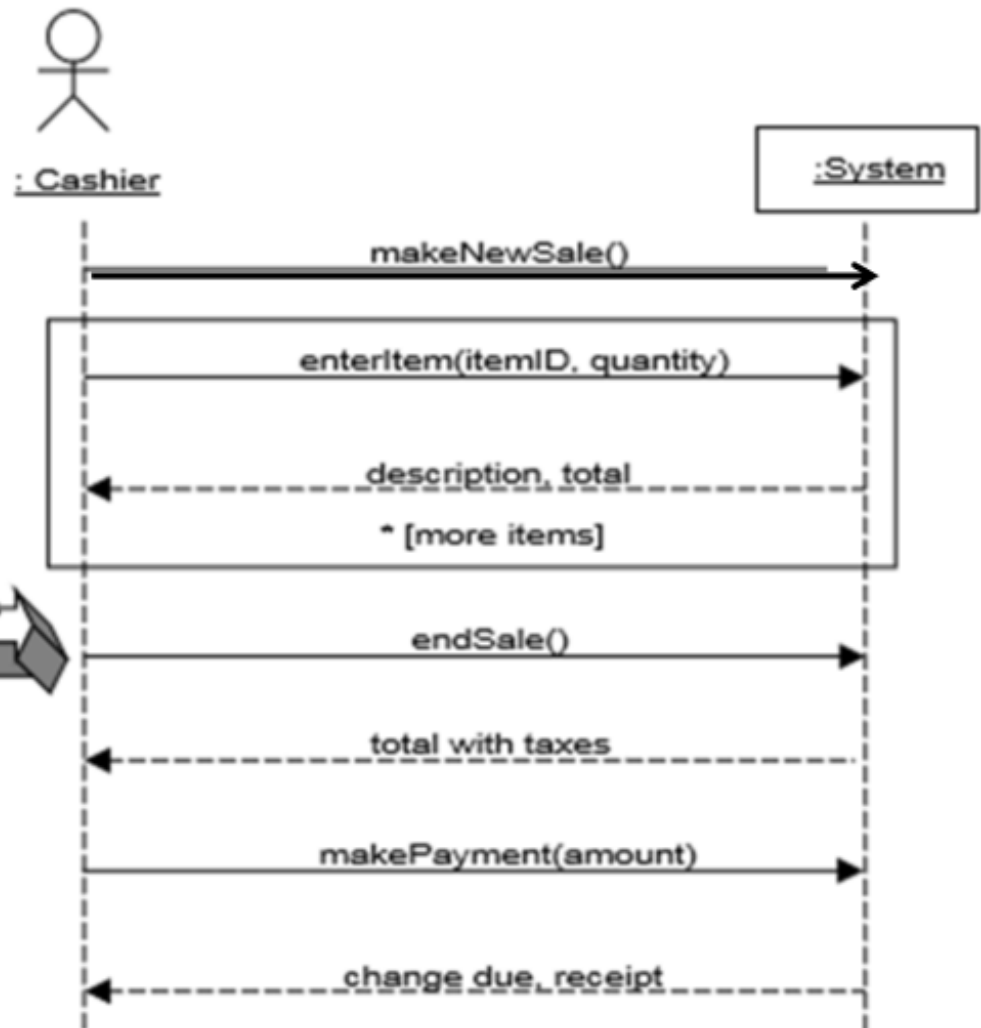 : Cashier
:System
makeNewSale()
enterItem(itemID, quantity)
description, total
* [more items]
endSale()
total with taxes
makePayment(amount)
change due, receipt